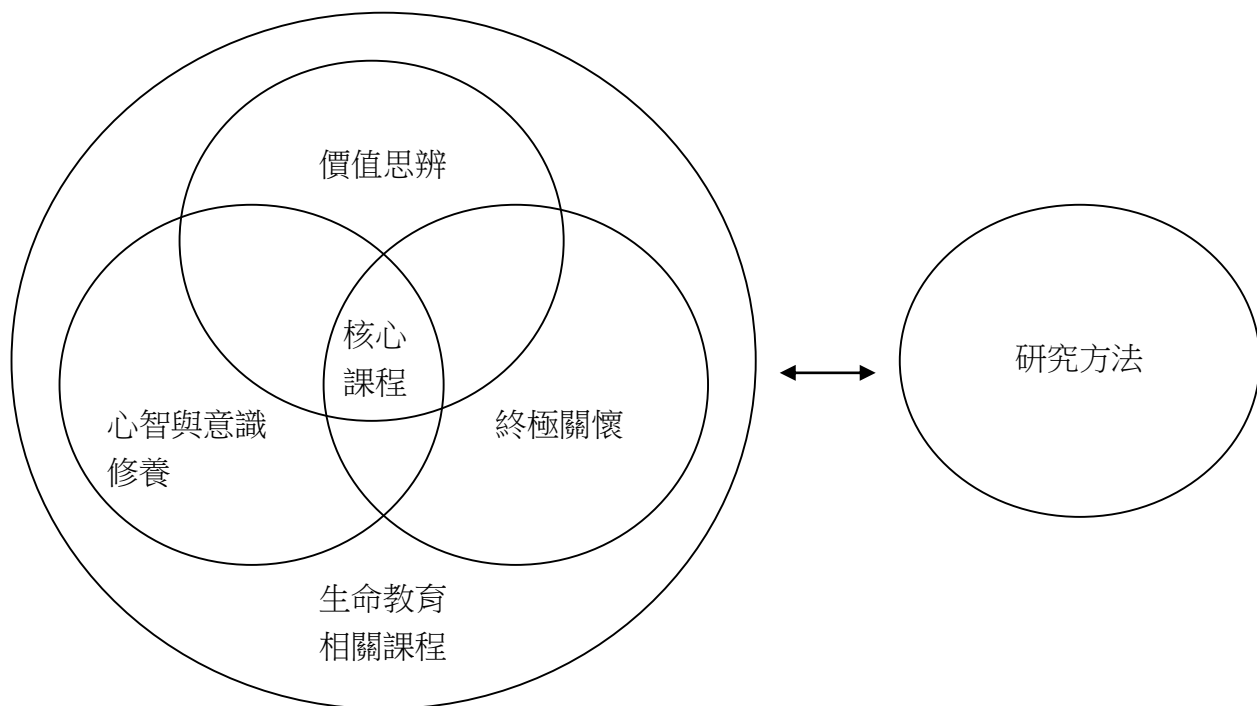 價值思辨
核心
課程
心智與意識
修養
終極關懷
生命教育
相關課程
研究方法